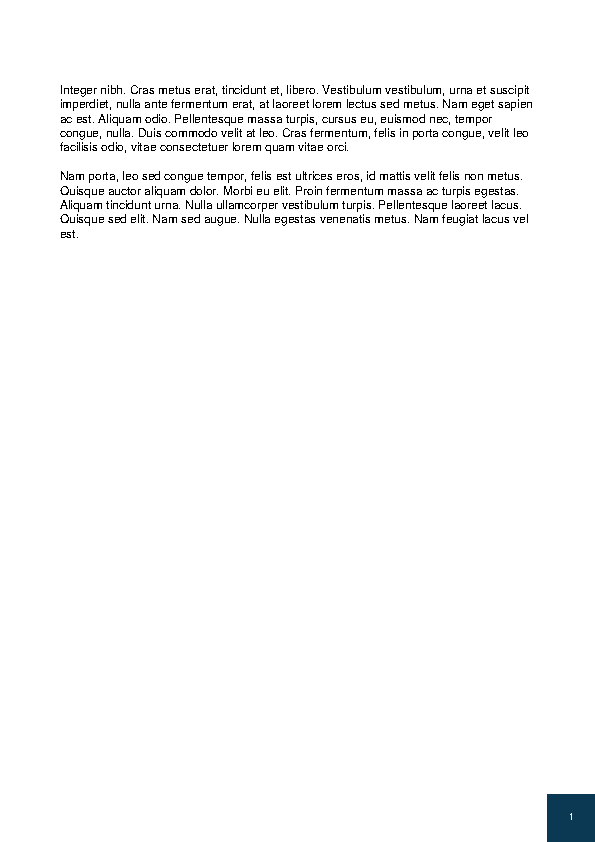 Integer nibh. Cras metus erat, tincidunt et, libero. Vestibulum vestibulum, urna et suscipit
imperdiet, nulla ante fermentum erat, at laoreet lorem lectus sed metus. Nam eget sapien
ac est. Aliquam odio. Pellentesque massa turpis, cursus eu, euismod nec, tempor
congue, nulla. Duis commodo velit at leo. Cras fermentum, felis in porta congue, velit leo
facilisis odio, vitae consectetuer lorem quam vitae orci.
Nam porta, leo sed congue tempor, felis est ultrices eros, id mattis velit felis non metus.
Quisque auctor aliquam dolor. Morbi eu elit. Proin fermentum massa ac turpis egestas.
Aliquam tincidunt urna. Nulla ullamcorper vestibulum turpis. Pellentesque laoreet lacus.
Quisque sed elit. Nam sed augue. Nulla egestas venenatis metus. Nam feugiat lacus vel
est.
1